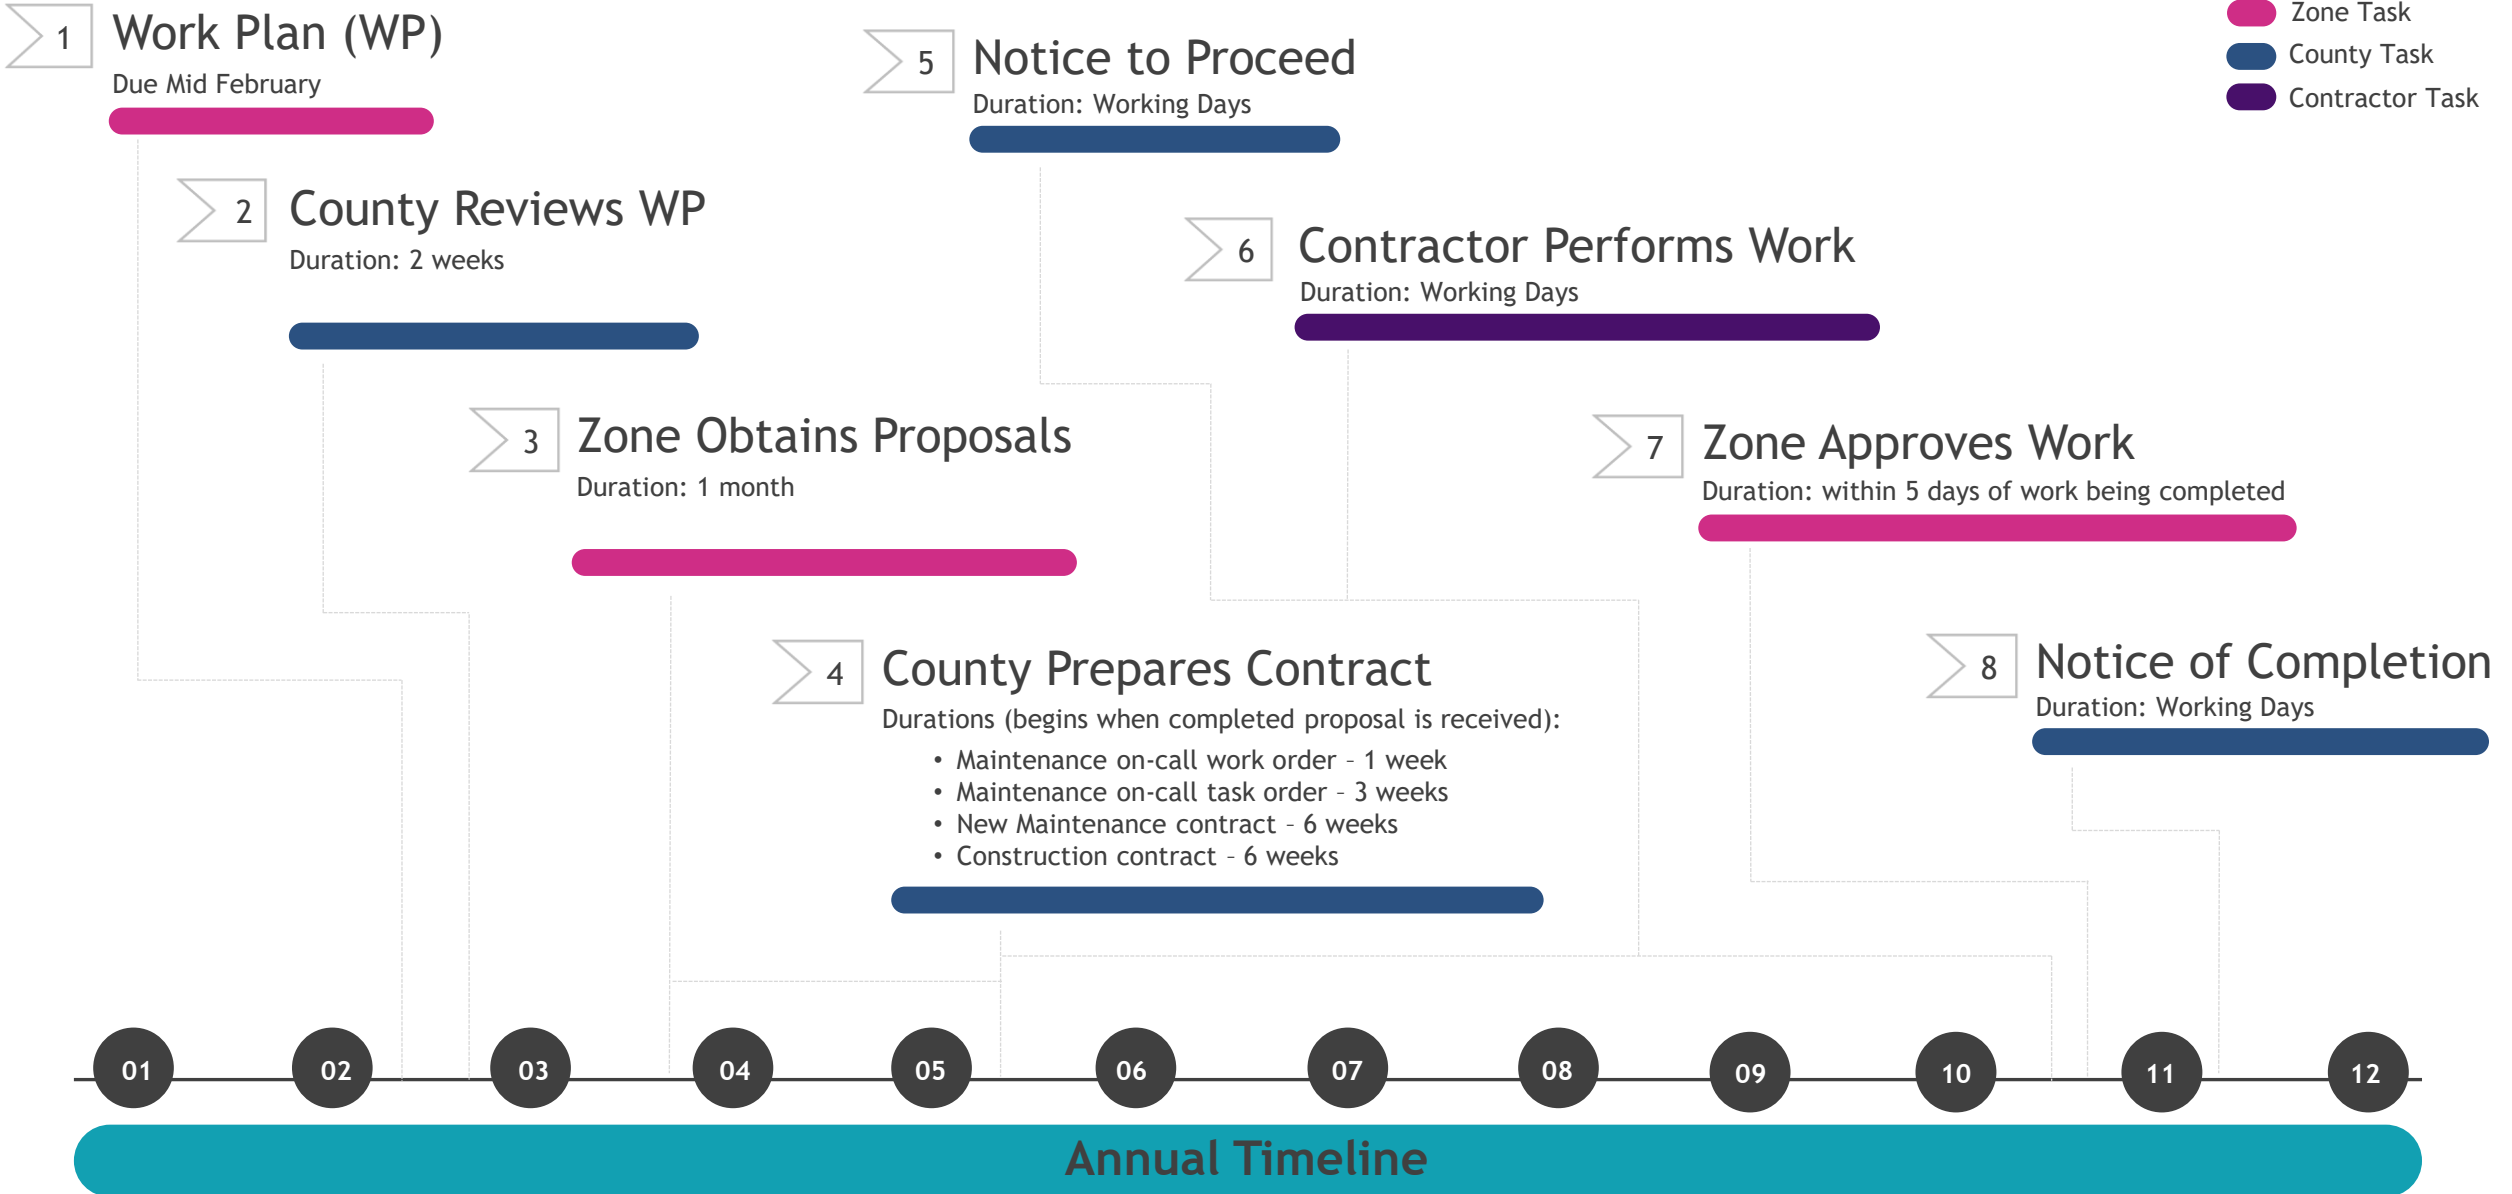 1
Work Plan (WP)
Due Mid February
2
County Reviews WP
Duration: 2 weeks
3
Zone Obtains Proposals
Duration: 1 month
4
County Prepares Contract
Durations (begins when completed proposal is received):
• Maintenance on-call work order – 1 week
• Maintenance on-call task order – 3 weeks
• New Maintenance contract – 6 weeks
• Construction contract – 6 weeks
5
Notice to Proceed
Duration: Working Days
6
Contractor Performs Work
Duration: Working Days
7
Zone Approves Work
Duration: within 5 days of work being completed
8
Notice of Completion
Duration: Working Days
Zone Task
County Task
Contractor Task
01 02 03 04 05 06 07 08 09 10 11 12
Annual Timeline